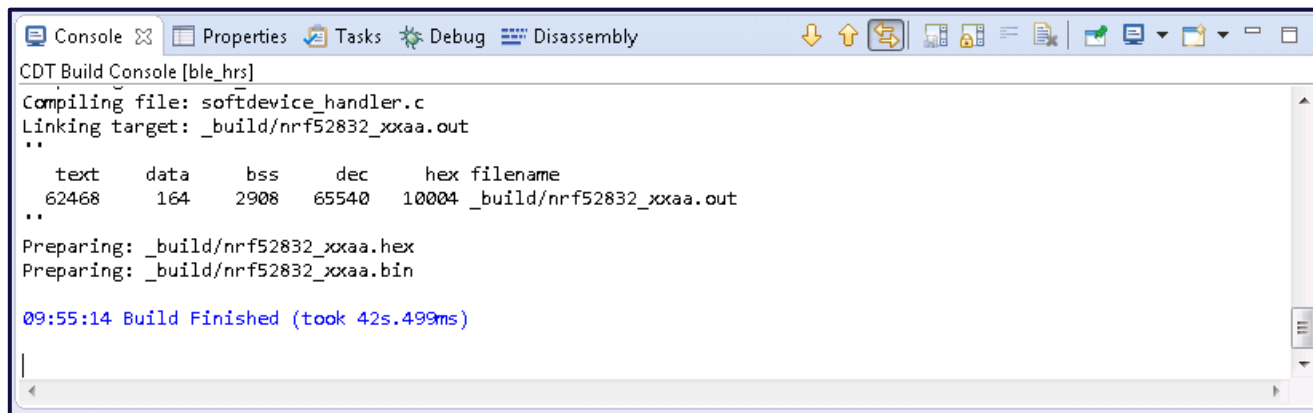 Console Properties Tasks Debug Disassembly
CDT Build Console [ble_hrs]
Compiling file: softdevice_handler.c
Linking target: _build/nrf52832_xxaa.out
''
text data bss dec hex filename
62468 164 2908 65540 10004 _build/nrf52832_xxaa.out
''
Preparing: _build/nrf52832_xxaa.hex
Preparing: _build/nrf52832_xxaa.bin
09:55:14 Build Finished (took 42s.499ms)